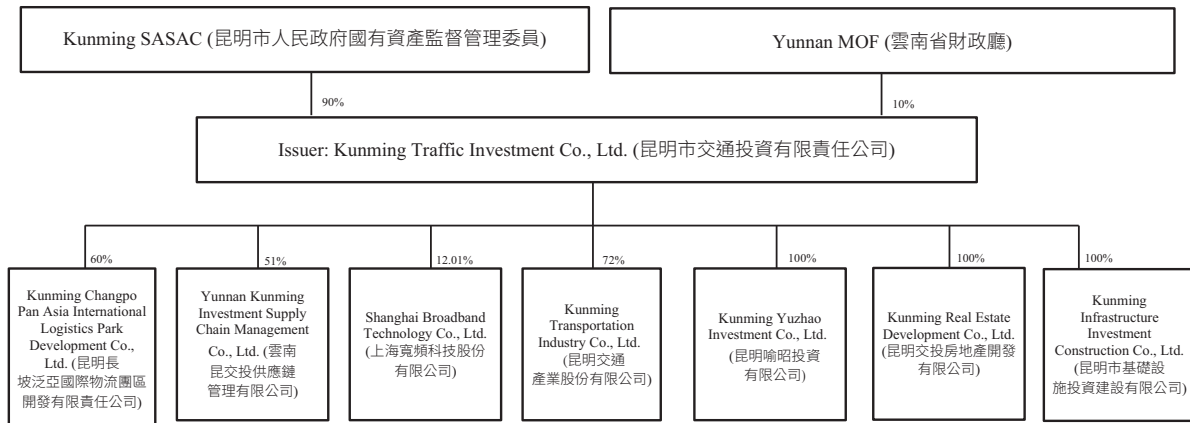 Kunming SASAC (昆明市人民政府國有資產監督管理委員)
Yunnan MOF (雲南省財政廳)
90%
10%
Issuer: Kunming Traffic Investment Co., Ltd. (昆明市交通投資有限責任公司)
60%
51%
12.01%
72%
100%
100%
100%
Kunming Changpo
Pan Asia International
Logistics Park
Development Co.,
Ltd. (昆明長
坡泛亞國際物流團區
開發有限責任公司)
Yunnan Kunming
Investment Supply
Chain Management
Co., Ltd. (雲南
昆交投供應鏈
管理有限公司)
Shanghai Broadband
Technology Co., Ltd.
(上海寬頻科技股份
有限公司)
Kunming
Transportation
Industry Co., Ltd.
(昆明交通
產業股份有限公司)
Kunming Yuzhao
Investment Co., Ltd.
(昆明喻昭投資
有限公司)
Kunming Real Estate
Development Co., Ltd.
(昆明交投房地產開發
有限公司)
Kunming
Infrastructure
Investment
Construction Co., Ltd.
(昆明市基礎設
施投資建設有限公司)